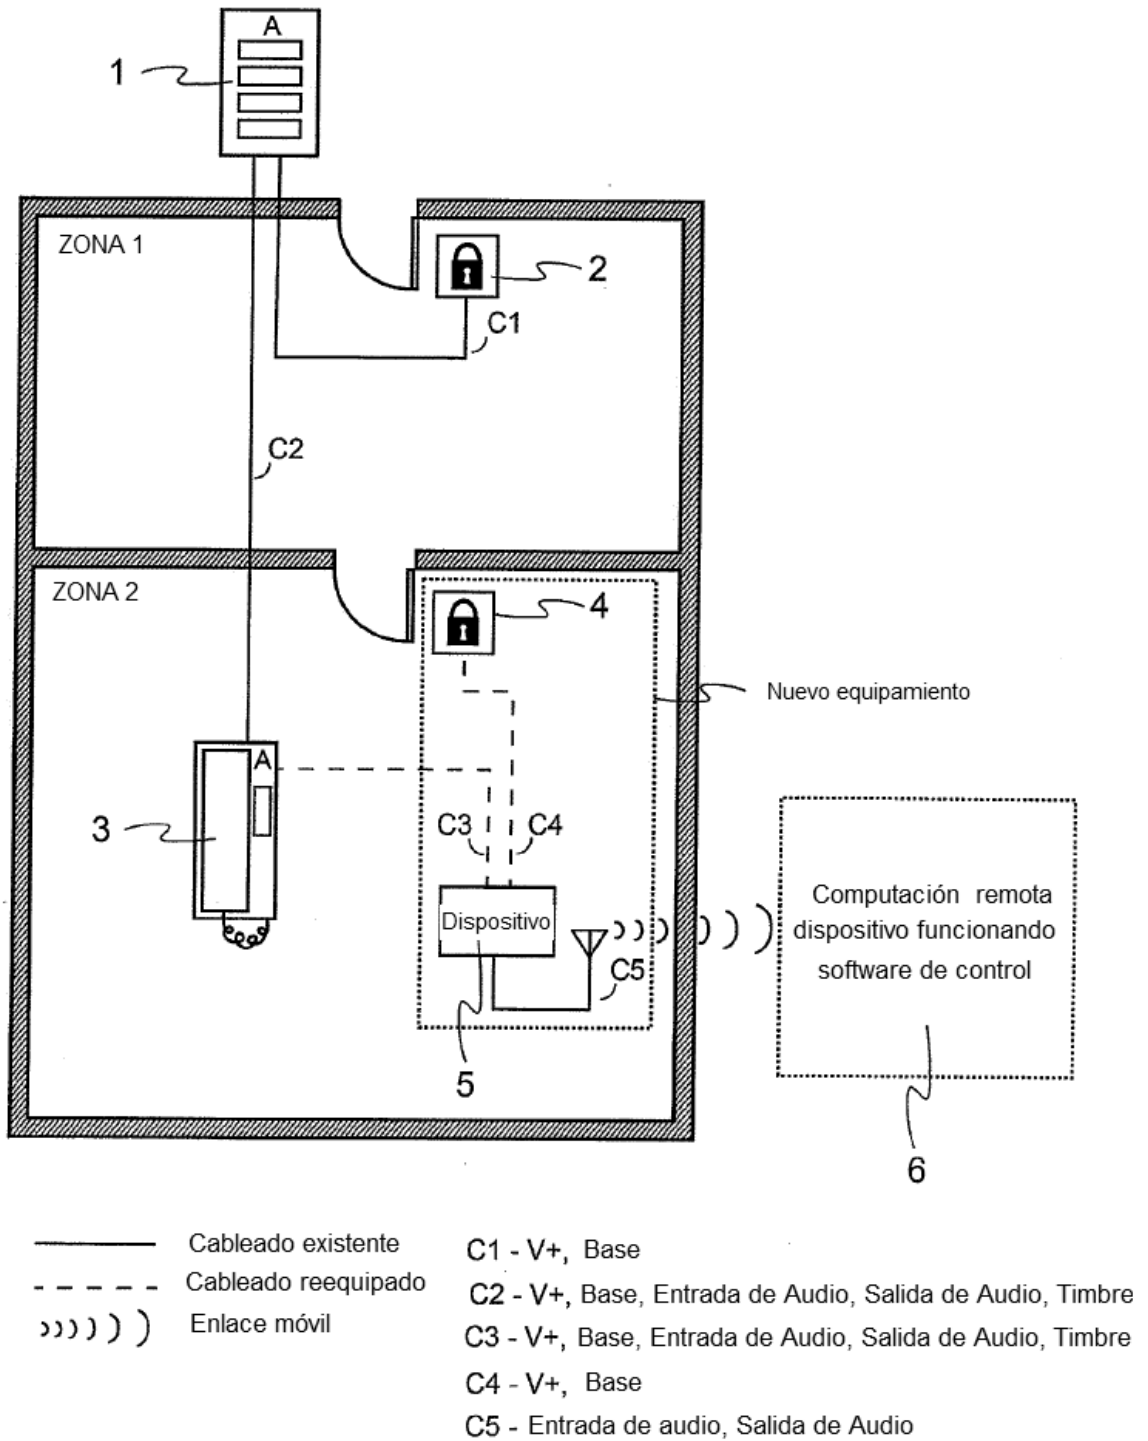 A
1
ZONA 1
2
C1
C2
ZONA 2
4
Nuevo equipamiento
A
3
C3
C4
Dispositivo
C5
5
Computación remota
dispositivo funcionando
software de control
6
Cableado existente
Cableado reequipado
Enlace móvil
C1 - V+, Base
C2 - V+, Base, Entrada de Audio, Salida de Audio, Timbre
C3 - V+, Base, Entrada de Audio, Salida de Audio, Timbre
C4 - V+, Base
C5 - Entrada de audio, Salida de Audio